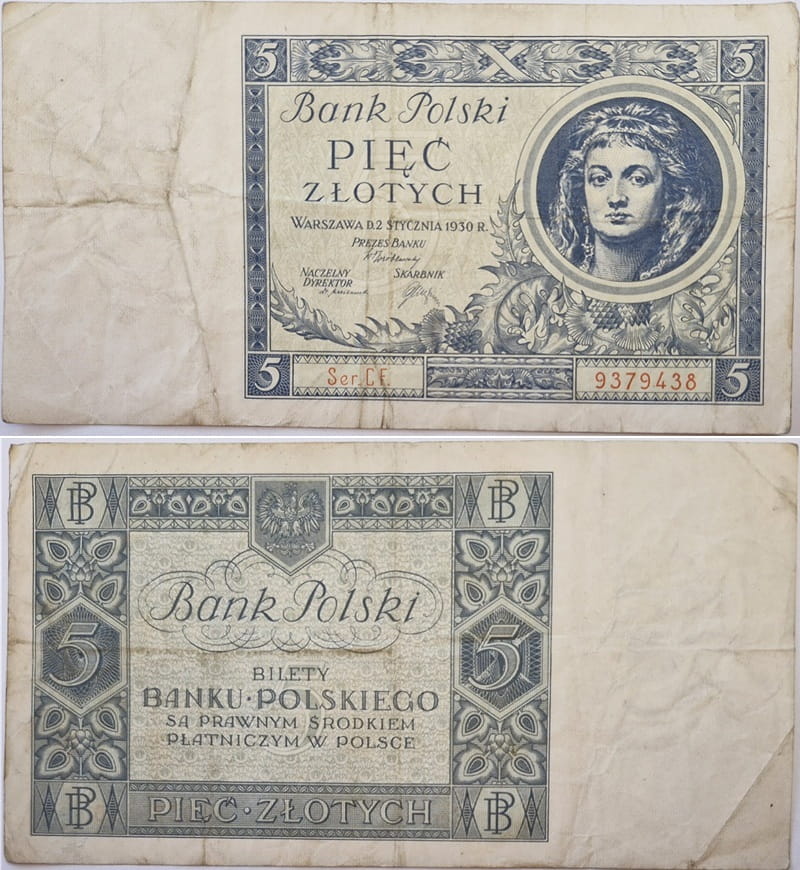 5 5
Bank Polski
PIĘĆ
ZŁOTYCH
WARSZAWA D.2 STYCZNIA 1930 R.
PREZES BANKU
NACZELNY DYREKTOR
SKARBNIK
5 Ser. CF. 9379438 5
BP BP
Bank Polski
5 5
BILETY
BANKU·POLSKIEGO
SĄ PRAWNYM ŚRODKIEM
PŁATNICZYM W POLSCE
BP PIĘĆ·ZŁOTYCH BP